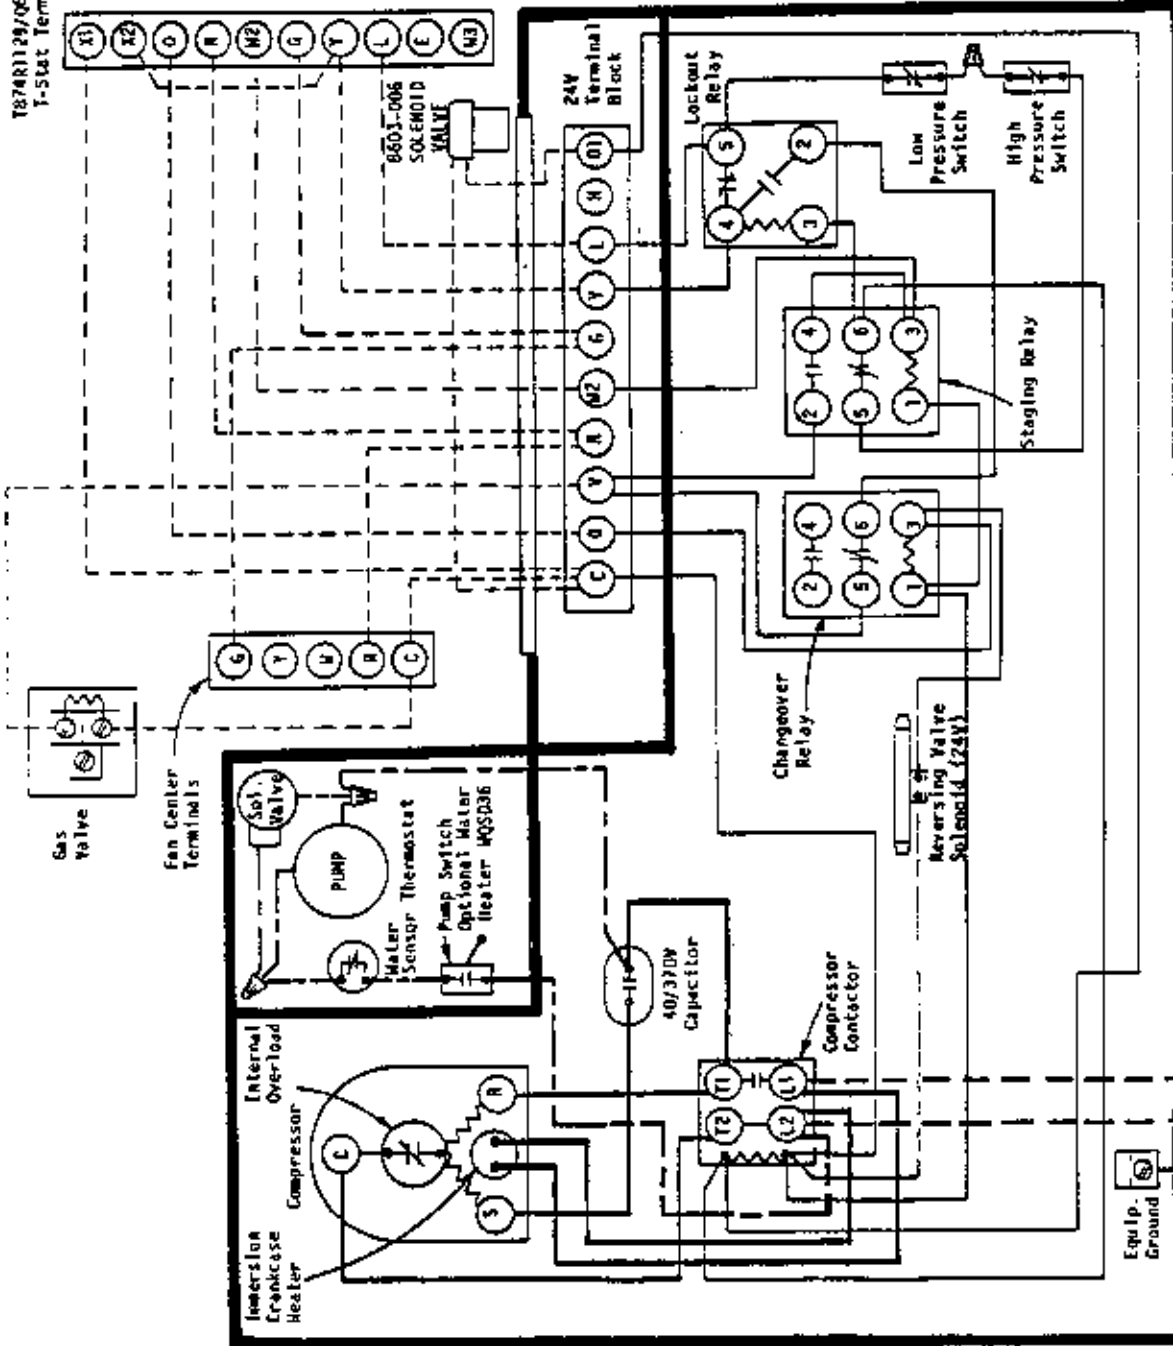 T874R1129/Q6
T-Stat Term
X1
X2
O
R
W2
G
Y
L
E
W3
8603-006
SOLENOID
VALVE
24V
Terminal
Block
O1
X
L
Y
G
W2
R
V
O
C
Lockout
Relay
5
2
4
3
Low
Pressure
Switch
High
Pressure
Switch
4
6
3
2
5
1
Staging Relay
4
6
3
2
5
1
Changeover
Relay
Reversing Valve
Solenoid (24V)
Gas
Valve
Fan Center
Terminals
G
Y
W
R
C
Sol.
Valve
PUMP
Water
Sensor Thermostat
Pump Switch
Optional Water
Heater WQS036
40/370V
Capacitor
Internal
Overload
Compressor
Immersion
Crankcase
Heater
C
R
S
T1
L1
T2
L2
Compressor
Contactor
Equip.
Ground